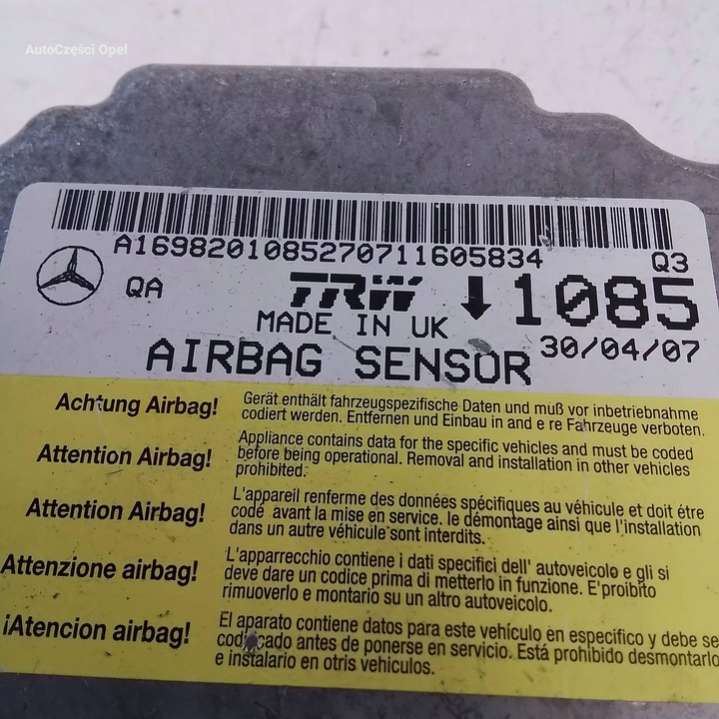 AutoCzęści Opel
A1698201085270711605834
Q3
QA
TRW
1085
MADE IN UK
30/04/07
AIRBAG SENSOR
Achtung Airbag!
Gerät enthält fahrzeugspezifische Daten und muß vor inbetriebnahme
codiert werden. Entfernen und Einbau in and e re Fahrzeuge verboten.
Attention Airbag!
Appliance contains data for the specific vehicles and must be coded
before being operational. Removal and installation in other vehicles
prohibited.
Attention Airbag!
L'appareil renferme des données spécifiques au véhicule et doit étre
codé avant la mise en service. le démontage ainsi que l'installation
dans un autre véhicule sont interdits.
Attenzione airbag!
L'apparrecchio contiene i dati specifici dell' autoveicolo e gli si
deve dare un codice prima di metterlo in funzione. E'proibito
rimuoverlo e montario su un altro autoveicolo.
¡Atencion airbag!
El aparato contiene datos para este vehículo en especifico y debe se
codificado antes de ponerse en servicio. Está prohibido desmontarlo
e instalario en otris vehiculos.